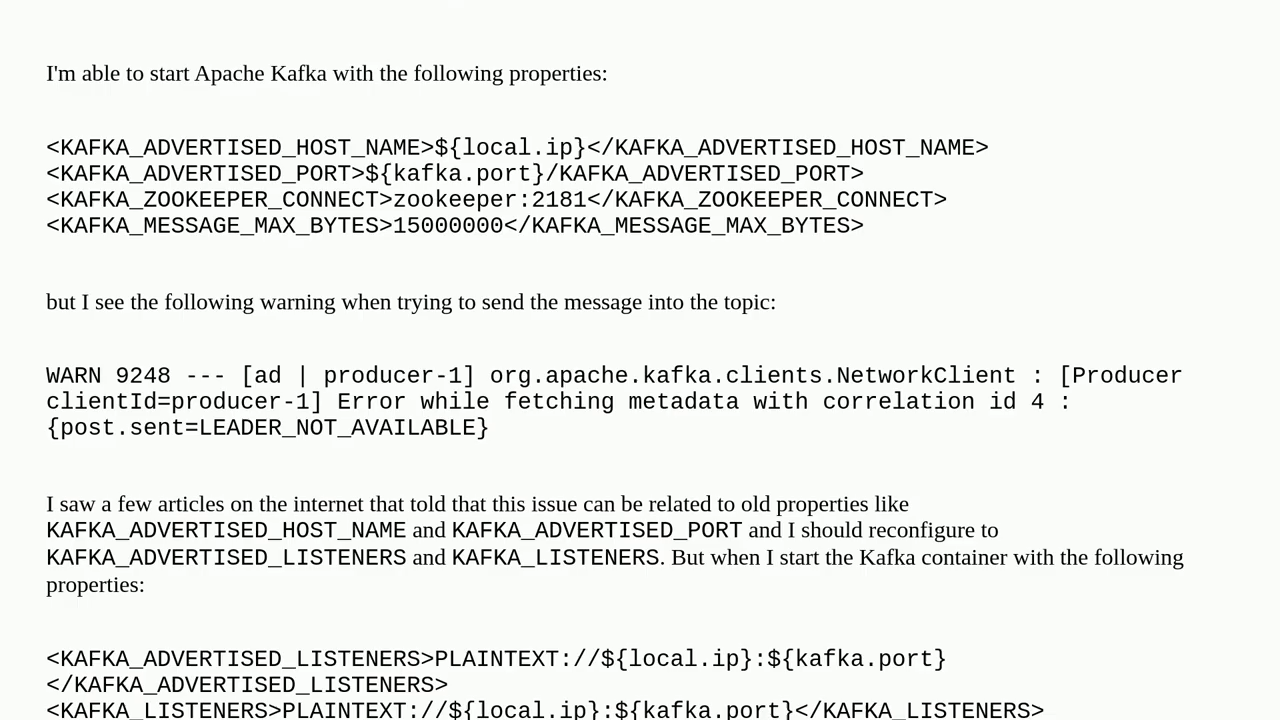 I'm able to start Apache Kafka with the following properties:
<KAFKA_ADVERTISED_HOST_NAME>${local.ip}</KAFKA_ADVERTISED_HOST_NAME>
<KAFKA_ADVERTISED_PORT>${kafka.port}/KAFKA_ADVERTISED_PORT>
<KAFKA_ZOOKEEPER_CONNECT>zookeeper:2181</KAFKA_ZOOKEEPER_CONNECT>
<KAFKA_MESSAGE_MAX_BYTES>15000000</KAFKA_MESSAGE_MAX_BYTES>
but I see the following warning when trying to send the message into the topic:
WARN 9248 --- [ad | producer-1] org.apache.kafka.clients.NetworkClient : [Producer
clientId=producer-1] Error while fetching metadata with correlation id 4 :
{post.sent=LEADER_NOT_AVAILABLE}
I saw a few articles on the internet that told that this issue can be related to old properties like
KAFKA_ADVERTISED_HOST_NAME and KAFKA_ADVERTISED_PORT and I should reconfigure to
KAFKA_ADVERTISED_LISTENERS and KAFKA_LISTENERS. But when I start the Kafka container with the following
properties:
<KAFKA_ADVERTISED_LISTENERS>PLAINTEXT://${local.ip}:${kafka.port}
</KAFKA_ADVERTISED_LISTENERS>
<KAFKA_LISTENERS>PLAINTEXT://${local.ip}:${kafka.port}</KAFKA_LISTENERS>